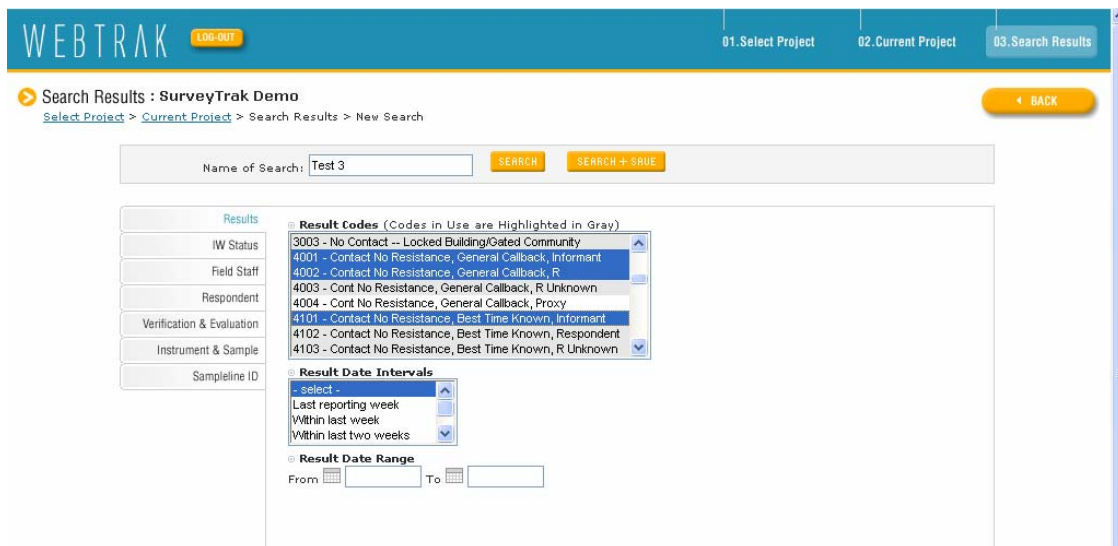 WEBTRAK LOG-OUT 01.Select Project 02.Current Project 03.Search Results
Search Results : SurveyTrak Demo BACK
Select Project > Current Project > Search Results > New Search
Name of Search: Test 3 SEARCH SEARCH + SAVE
Results
IW Status
Field Staff
Respondent
Verification & Evaluation
Instrument & Sample
Sampleline ID
Result Codes (Codes in Use are Highlighted in Gray)
3003 - No Contact -- Locked Building/Gated Community
4001 - Contact No Resistance, General Callback, Informant
4002 - Contact No Resistance, General Callback, R
4003 - Cont No Resistance, General Callback, R Unknown
4004 - Cont No Resistance, General Callback, Proxy
4101 - Contact No Resistance, Best Time Known, Informant
4102 - Contact No Resistance, Best Time Known, Respondent
4103 - Contact No Resistance, Best Time Known, R Unknown
Result Date Intervals
- select -
Last reporting week
Within last week
Within last two weeks
Result Date Range
From To